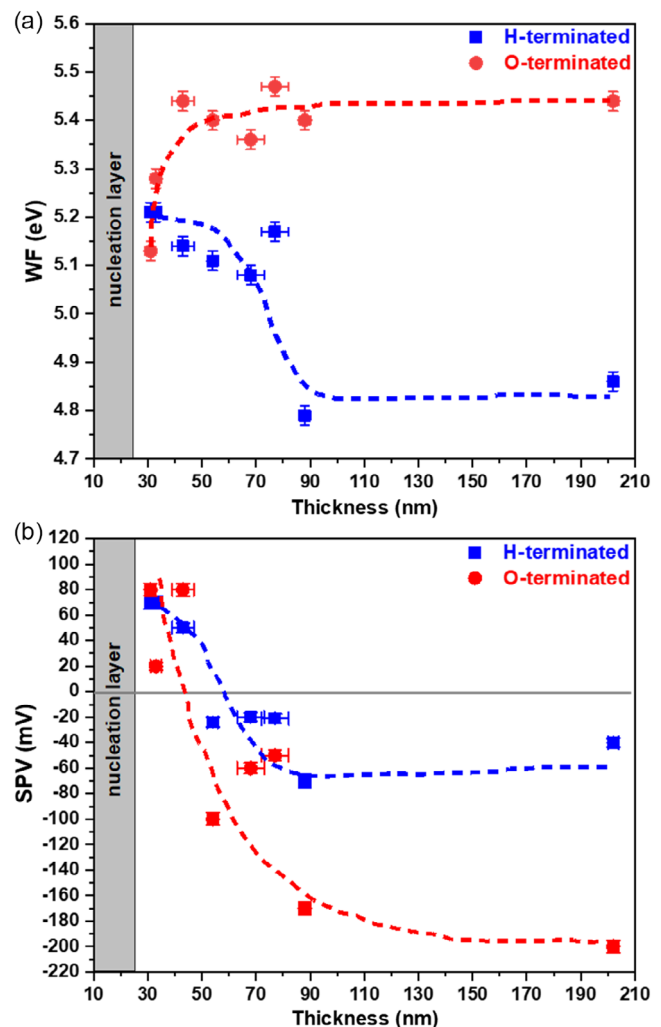 (a)
5.6
5.5
5.4
5.3
5.2
5.1
5.0
4.9
4.8
4.7
WF (eV)
nucleation layer
H-terminated
O-terminated
10 30 50 70 90 110 130 150 170 190 210
Thickness (nm)
(b)
120
100
80
60
40
20
0
-20
-40
-60
-80
-100
-120
-140
-160
-180
-200
-220
SPV (mV)
nucleation layer
H-terminated
O-terminated
10 30 50 70 90 110 130 150 170 190 210
Thickness (nm)